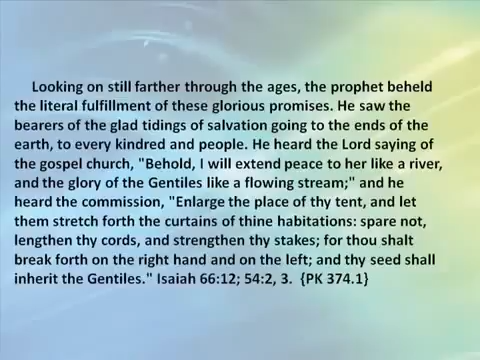 Looking on still farther through the ages, the prophet beheld
the literal fulfillment of these glorious promises. He saw the
bearers of the glad tidings of salvation going to the ends of the
earth, to every kindred and people. He heard the Lord saying of
the gospel church, "Behold, I will extend peace to her like a river,
and the glory of the Gentiles like a flowing stream;" and he
heard the commission, "Enlarge the place of thy tent, and let
them stretch forth the curtains of thine habitations: spare not,
lengthen thy cords, and strengthen thy stakes; for thou shalt
break forth on the right hand and on the left; and thy seed shall
inherit the Gentiles." Isaiah 66:12; 54:2, 3.  {PK 374.1}